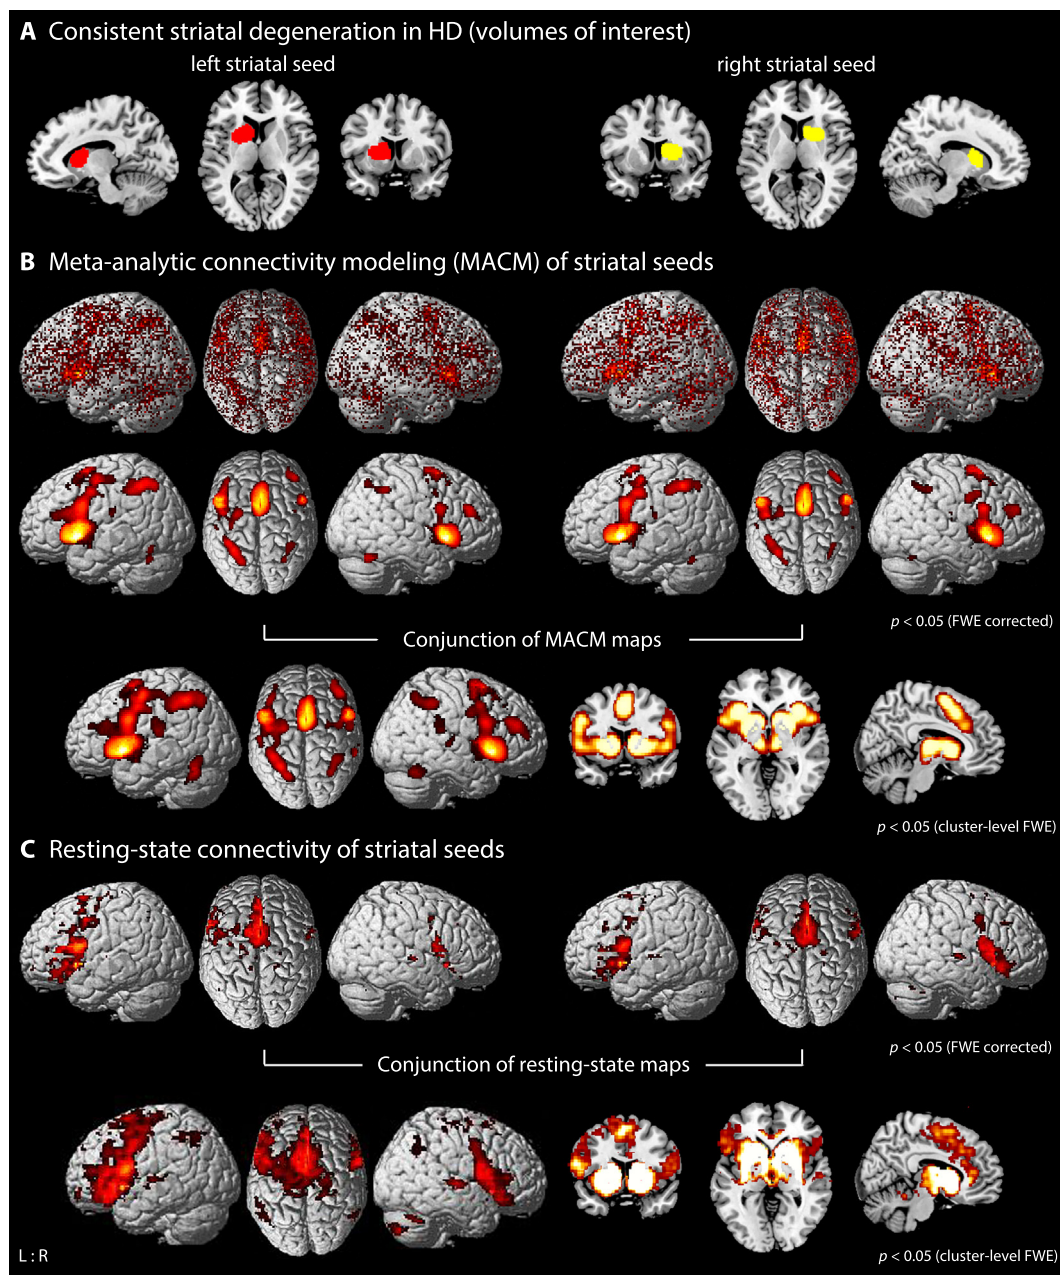 A Consistent striatal degeneration in HD (volumes of interest)
left striatal seed
right striatal seed
B Meta-analytic connectivity modeling (MACM) of striatal seeds
p < 0.05 (FWE corrected)
Conjunction of MACM maps
p < 0.05 (cluster-level FWE)
C Resting-state connectivity of striatal seeds
p < 0.05 (FWE corrected)
Conjunction of resting-state maps
L : R
p < 0.05 (cluster-level FWE)